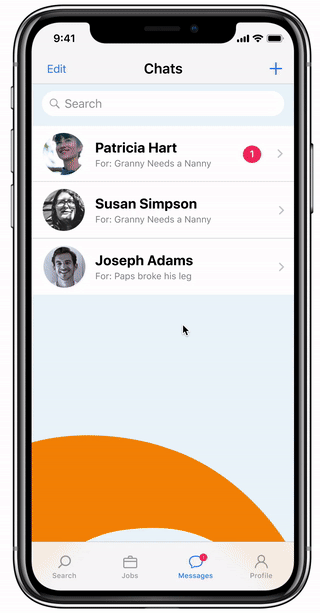 9:41
Edit Chats +
Search
Patricia Hart
For: Granny Needs a Nanny
1
Susan Simpson
For: Granny Needs a Nanny
Joseph Adams
For: Paps broke his leg
Search Jobs Messages Profile